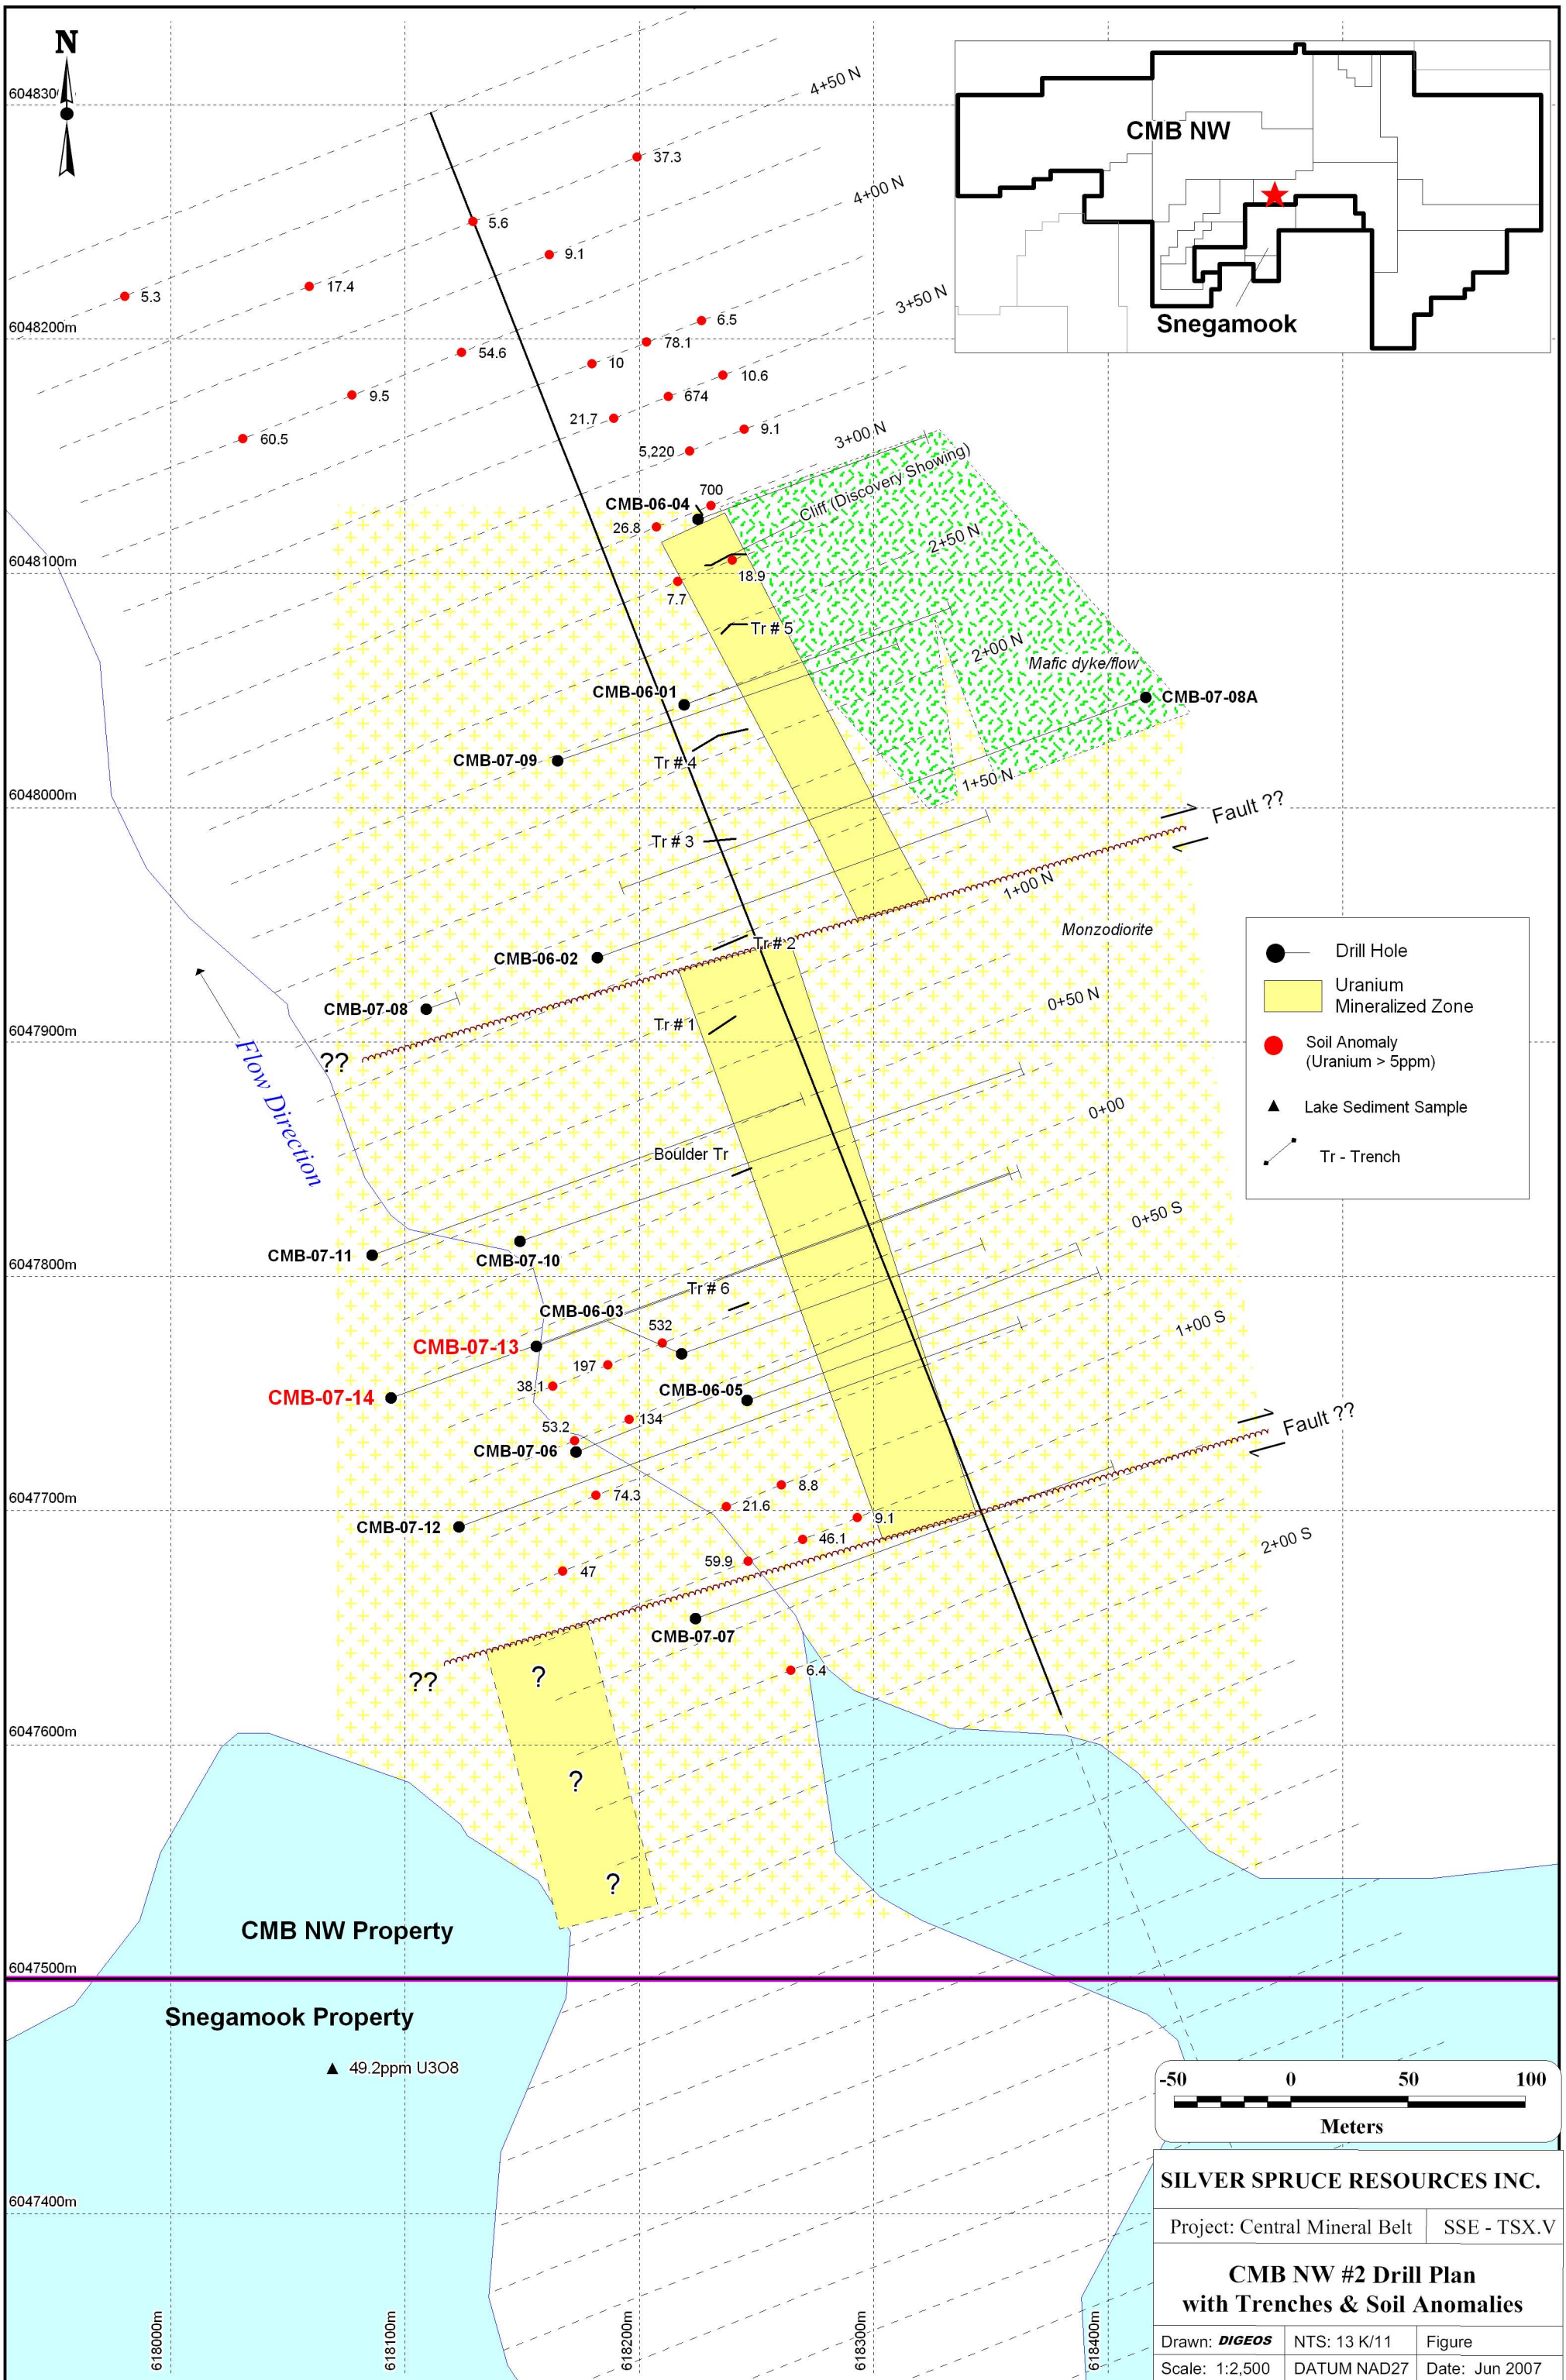 N
6048300
4+50 N
37.3
CMB NW
4+00 N
5.6
9.1
17.4
5.3
3+50 N
6.5
6048200m
Snegamook
78.1
54.6
10
10.6
9.5
674
21.7
9.1
60.5
3+00 N
5,220
Cliff (Discovery Showing)
700
CMB-06-04
26.8
2+50 N
6048100m
18.9
7.7
Tr # 5
2+00 N
Mafic dyke/flow
CMB-06-01
CMB-07-08A
CMB-07-09
Tr # 4
1+50 N
6048000m
Fault ??
Tr # 3
1+00 N
Monzodiorite
Tr # 2
CMB-06-02
Drill Hole
Uranium
Mineralized Zone
0+50 N
CMB-07-08
Tr # 1
6047900m
Soil Anomaly
(Uranium > 5ppm)
??
Flow Direction
0+00
Lake Sediment Sample
Boulder Tr
Tr - Trench
0+50 S
CMB-07-11
CMB-07-10
6047800m
Tr # 6
CMB-06-03
1+00 S
532
CMB-07-13
197
38.1
CMB-06-05
CMB-07-14
134
Fault ??
53.2
CMB-07-06
8.8
74.3
6047700m
21.6
9.1
CMB-07-12
46.1
2+00 S
59.9
47
CMB-07-07
6.4
??
?
6047600m
?
?
CMB NW Property
6047500m
Snegamook Property
49.2ppm U3O8
-50 0 50 100
Meters
SILVER SPRUCE RESOURCES INC.
6047400m
Project: Central Mineral Belt SSE - TSX.V
CMB NW #2 Drill Plan
with Trenches & Soil Anomalies
618000m
618100m
618200m
618300m
618400m
Drawn: DIGEOS NTS: 13 K/11 Figure
Scale: 1:2,500 DATUM NAD27 Date: Jun 2007